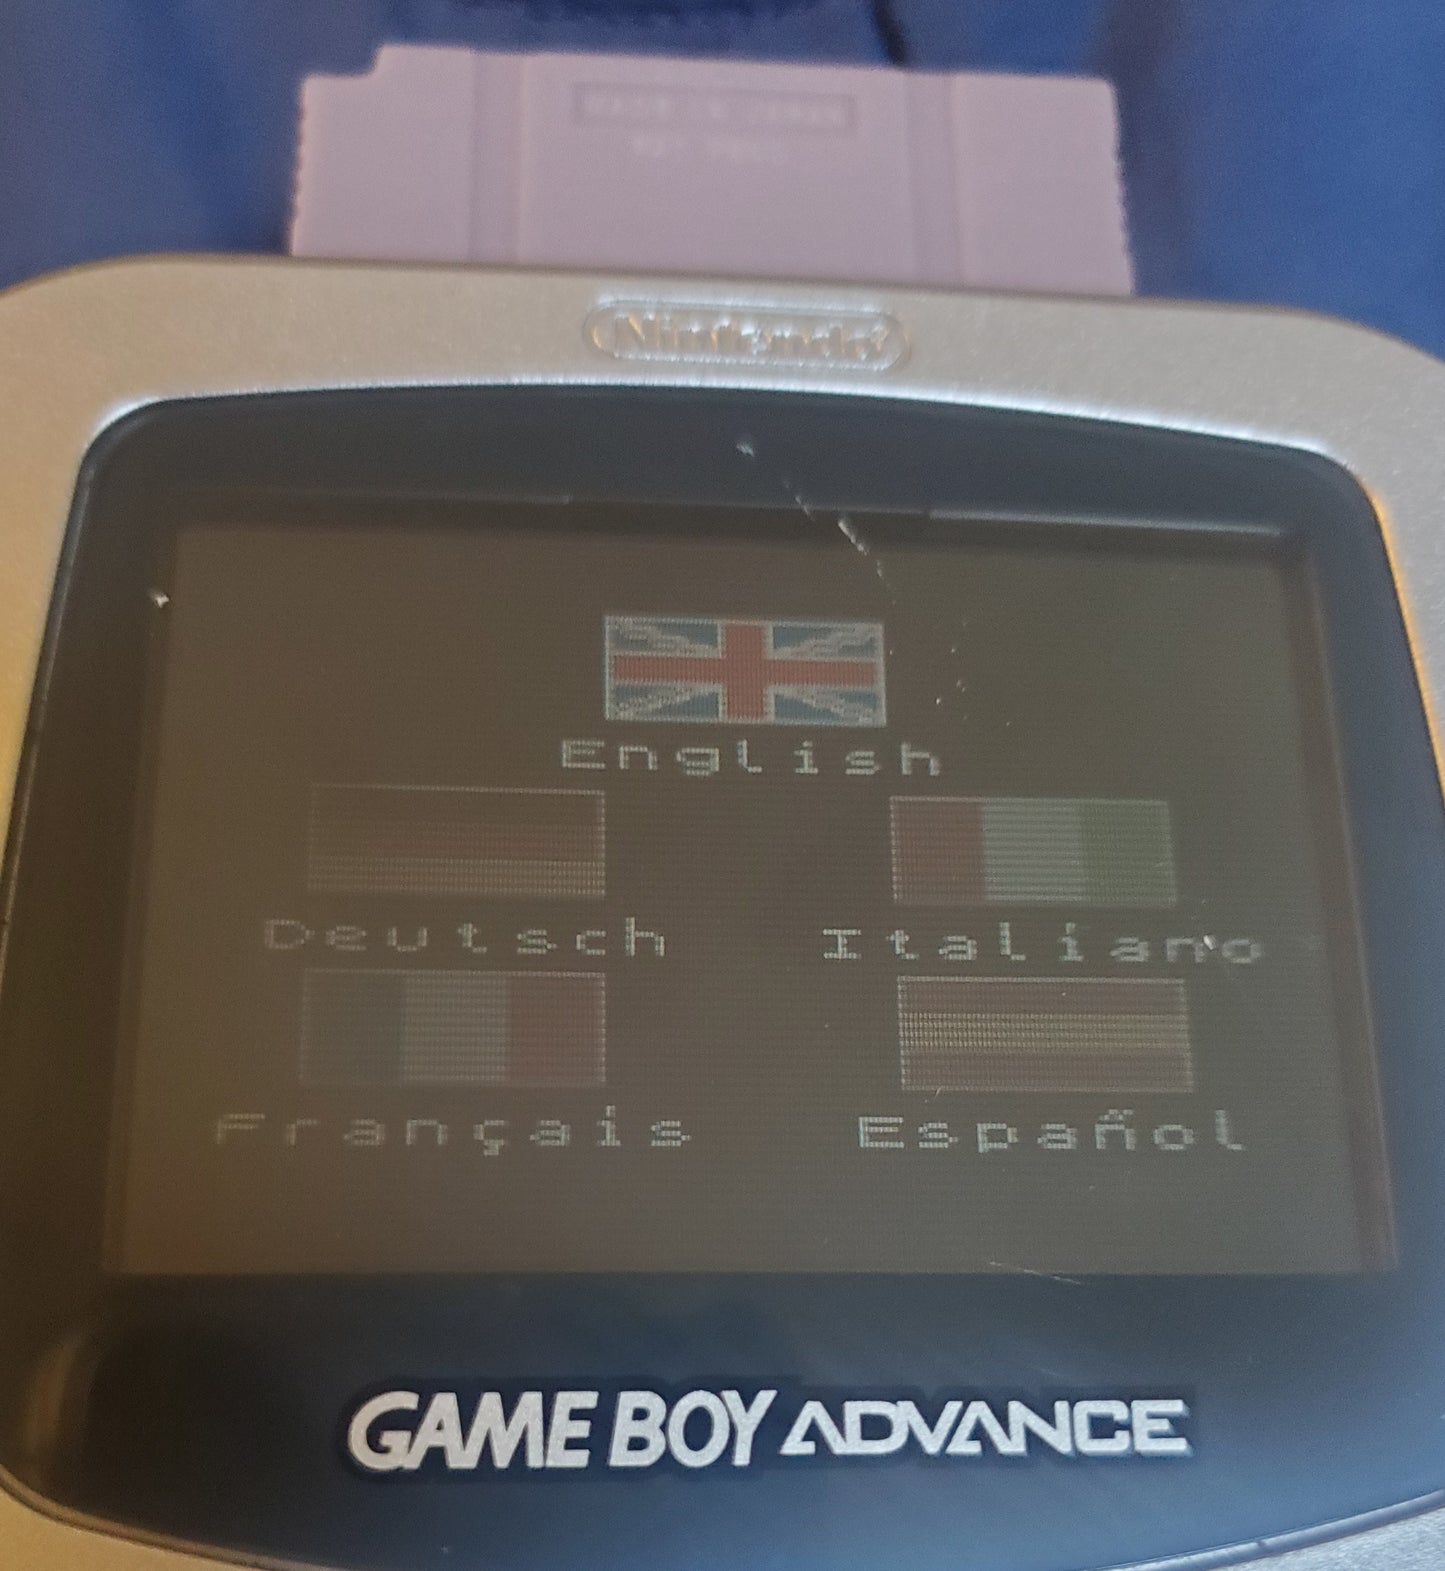 Nintendo
English
Deutsch
Italiano
Français
Español
GAME BOY ADVANCE